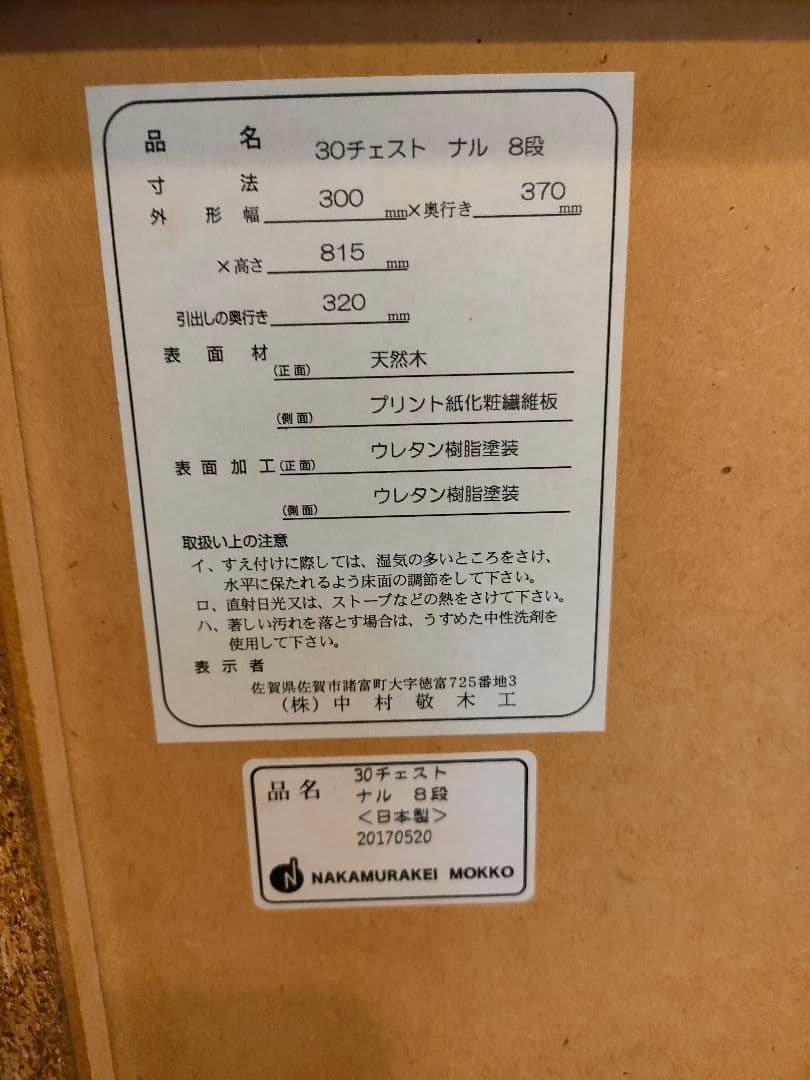 品名 30チェスト ナル 8段
寸法
外形幅 300 mm×奥行き 370 mm
×高さ 815 mm
引出しの奥行き 320 mm
表面材(正面) 天然木
(側面) プリント紙化粧繊維板
表面加工(正面) ウレタン樹脂塗装
(側面) ウレタン樹脂塗装
取扱い上の注意
イ、すえ付けに際しては、湿気の多いところをさけ、
水平に保たれるよう床面の調節をして下さい。
ロ、直射日光又は、ストーブなどの熱をさけて下さい。
ハ、著しい汚れを落とす場合は、うすめた中性洗剤を
使用して下さい。
表示者
佐賀県佐賀市諸富町大字徳富725番地3
(株)中村敬木工
品名 30チェスト
ナル 8段
<日本製>
20170520
N NAKAMURAKEI MOKKO